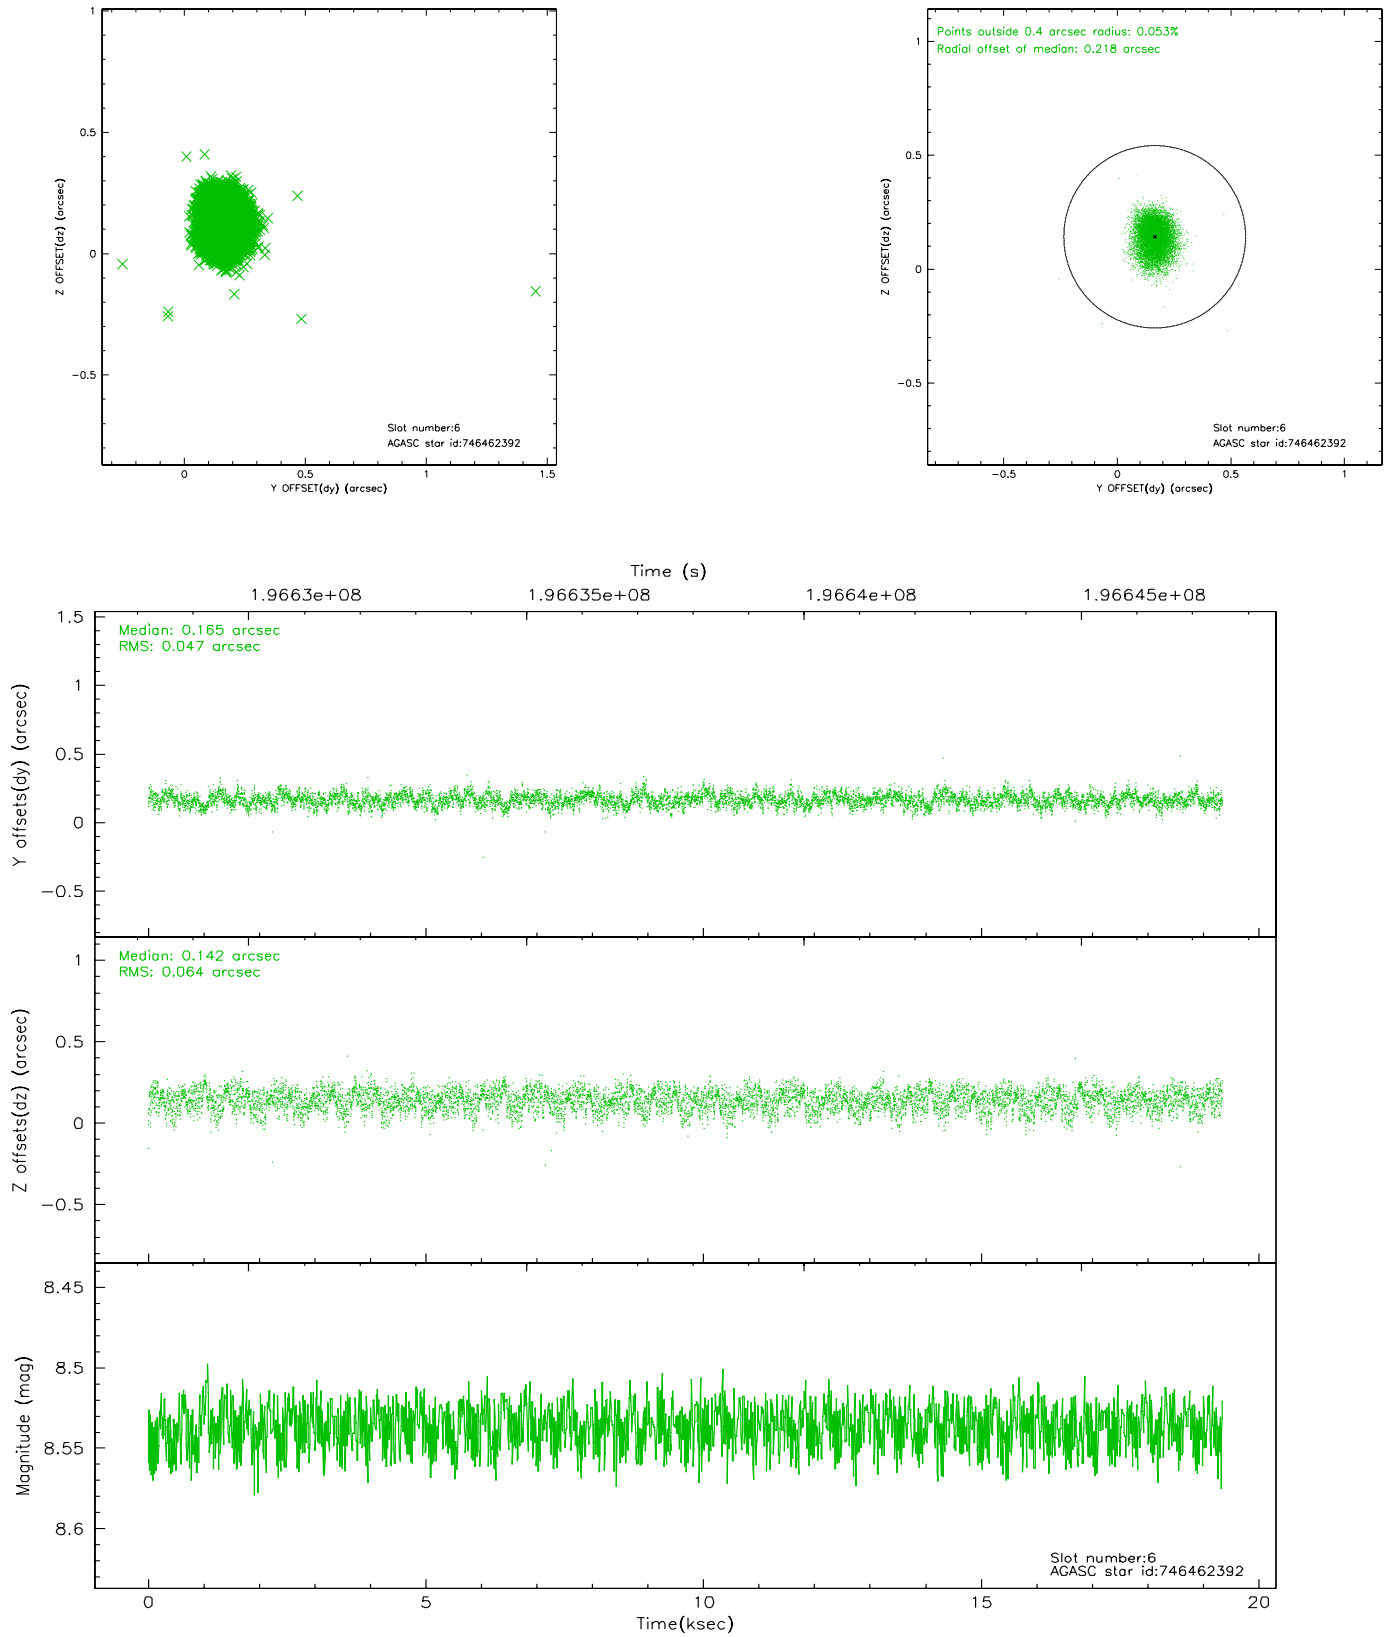 1
0.5
0
−0.5
Z OFFSET(dz) (arcsec)
Slot number:6
AGASC star id:746462392
0
0.5
1
1.5
Y OFFSET(dy) (arcsec)
Points outside 0.4 arcsec radius: 0.053%
Radial offset of median: 0.218 arcsec
1
0.5
0
−0.5
Z OFFSET(dz) (arcsec)
Slot number:6
AGASC star id:746462392
−0.5
0
0.5
1
Y OFFSET(dy) (arcsec)
Time (s)
1.9663e+08
1.96635e+08
1.9664e+08
1.96645e+08
Median: 0.165 arcsec
RMS: 0.047 arcsec
1.5
1
0.5
0
−0.5
Y offsets(dy) (arcsec)
Median: 0.142 arcsec
RMS: 0.064 arcsec
1
0.5
0
−0.5
Z offsets(dz) (arcsec)
8.45
8.5
8.55
8.6
Magnitude (mag)
Slot number:6
AGASC star id:746462392
0
5
10
15
20
Time(ksec)